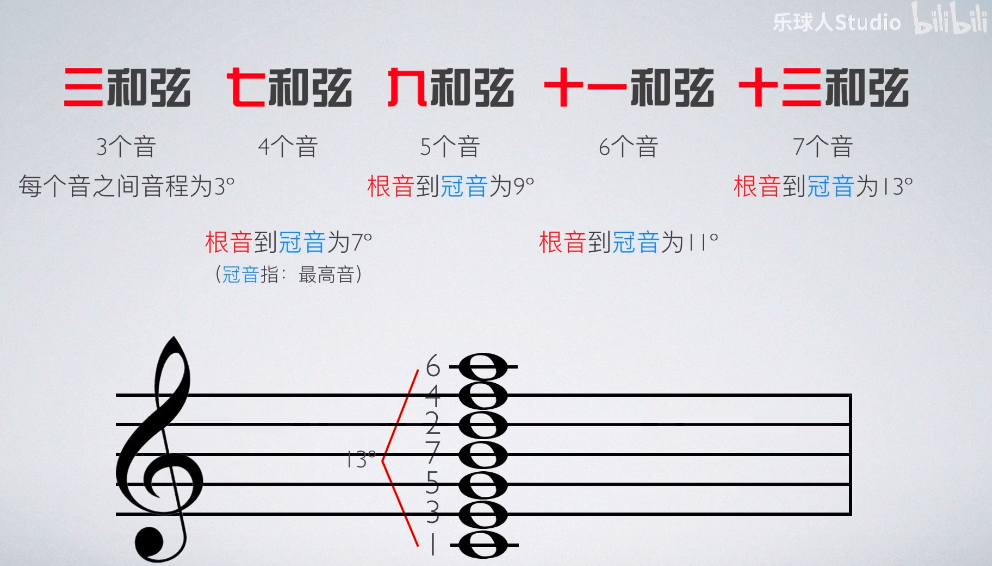 乐球人Studio bilibili
三和弦 七和弦 九和弦 十一和弦 十三和弦
3个音 4个音 5个音 6个音 7个音
每个音之间音程为3° 根音到冠音为9° 根音到冠音为13°
根音到冠音为7° 根音到冠音为11°
（冠音指：最高音）
6
4
2
7
13°
5
3
1